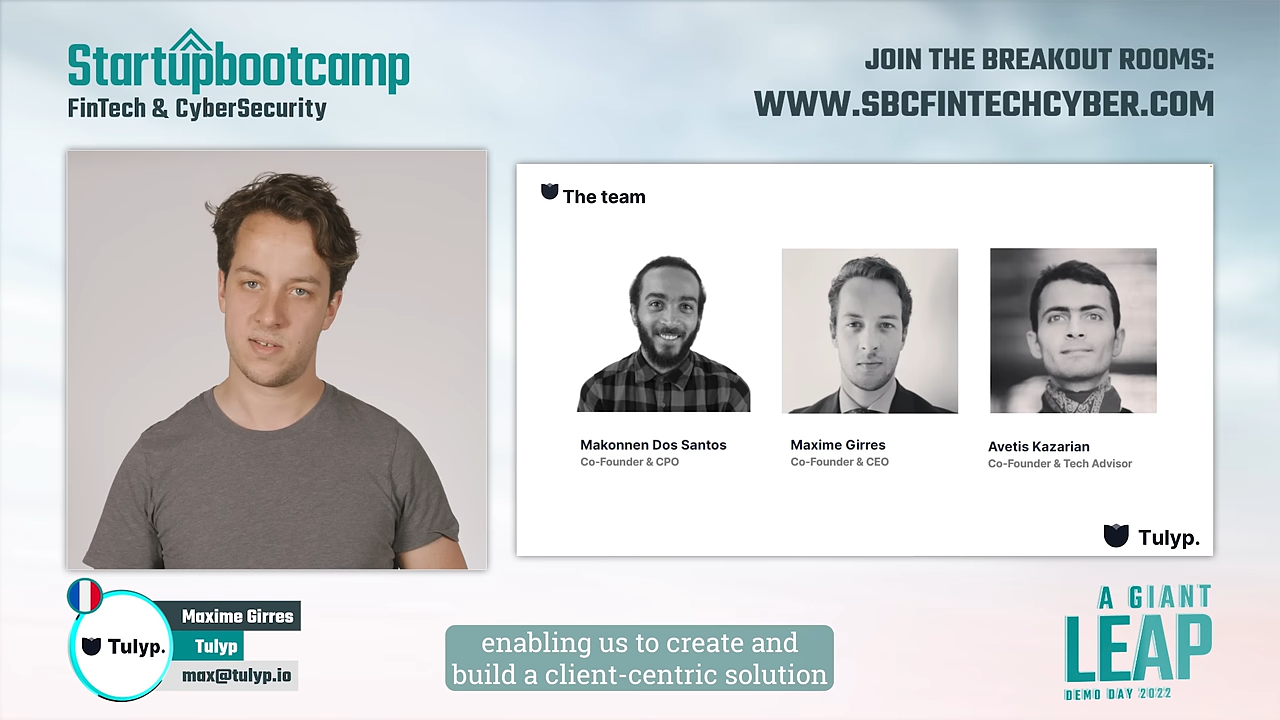 Startupbootcamp
FinTech & CyberSecurity
JOIN THE BREAKOUT ROOMS:
WWW.SBCFINTECHCYBER.COM
The team
Makonnen Dos Santos
Co-Founder & CPO
Maxime Girres
Co-Founder & CEO
Avetis Kazarian
Co-Founder & Tech Advisor
Tulyp.
Tulyp.
Maxime Girres
Tulyp
max@tulyp.io
enabling us to create and
build a client-centric solution
A GIANT
LEAP
DEMO DAY 2022